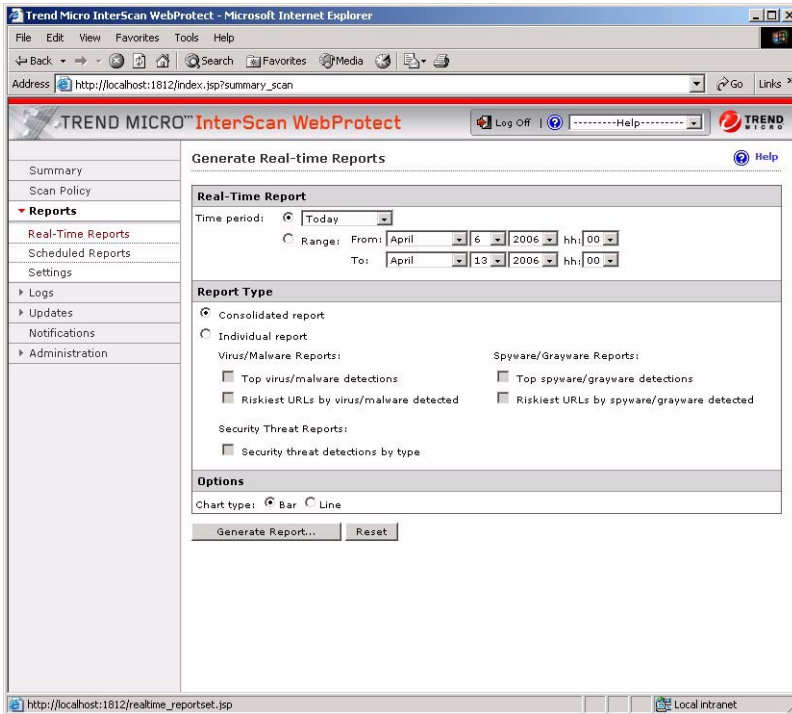 Trend Micro InterScan WebProtect - Microsoft Internet Explorer
File Edit View Favorites Tools Help
Back Search Favorites Media
Address http://localhost:1812/index.jsp?summary_scan Go Links »
TREND MICRO™ InterScan WebProtect Log Off | ? ---------Help--------- TREND MICRO
Generate Real-time Reports ? Help
Summary
Scan Policy
Reports
Real-Time Reports
Scheduled Reports
Settings
Logs
Updates
Notifications
Administration
Real-Time Report
Time period: Today
Range: From: April 6 2006 hh: 00
To: April 13 2006 hh: 00
Report Type
Consolidated report
Individual report
Virus/Malware Reports: Spyware/Grayware Reports:
Top virus/malware detections Top spyware/grayware detections
Riskiest URLs by virus/malware detected Riskiest URLs by spyware/grayware detected
Security Threat Reports:
Security threat detections by type
Options
Chart type: Bar Line
Generate Report... Reset
http://localhost:1812/realtime_reportset.jsp Local intranet